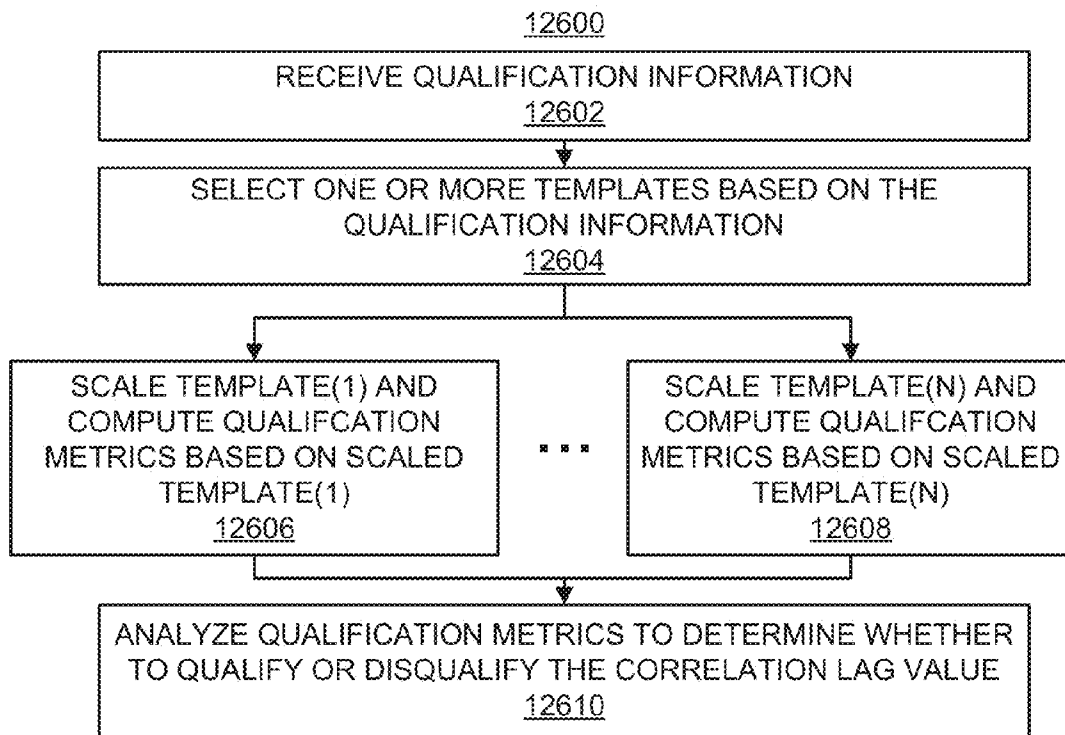 12600
RECEIVE QUALIFICATION INFORMATION
12602
SELECT ONE OR MORE TEMPLATES BASED ON THE
QUALIFICATION INFORMATION
12604
SCALE TEMPLATE(1) AND
COMPUTE QUALIFCATION
METRICS BASED ON SCALED
TEMPLATE(1)
12606
...
SCALE TEMPLATE(N) AND
COMPUTE QUALIFCATION
METRICS BASED ON SCALED
TEMPLATE(N)
12608
ANALYZE QUALIFICATION METRICS TO DETERMINE WHETHER
TO QUALIFY OR DISQUALIFY THE CORRELATION LAG VALUE
12610